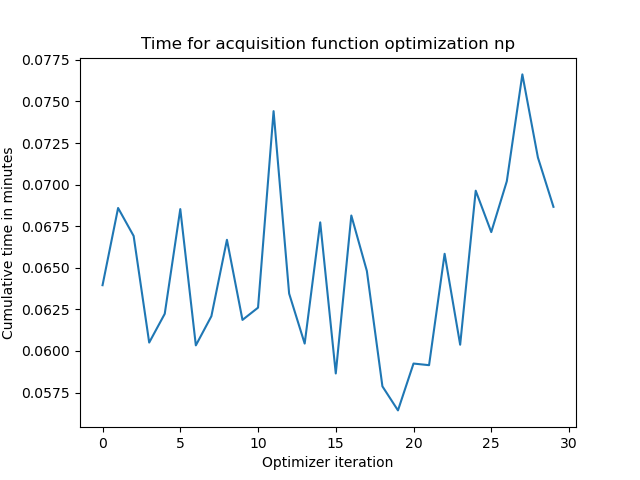 Time for acquisition function optimization np
Cumulative time in minutes
0.0775
0.0750
0.0725
0.0700
0.0675
0.0650
0.0625
0.0600
0.0575
0 5 10 15 20 25 30
Optimizer iteration